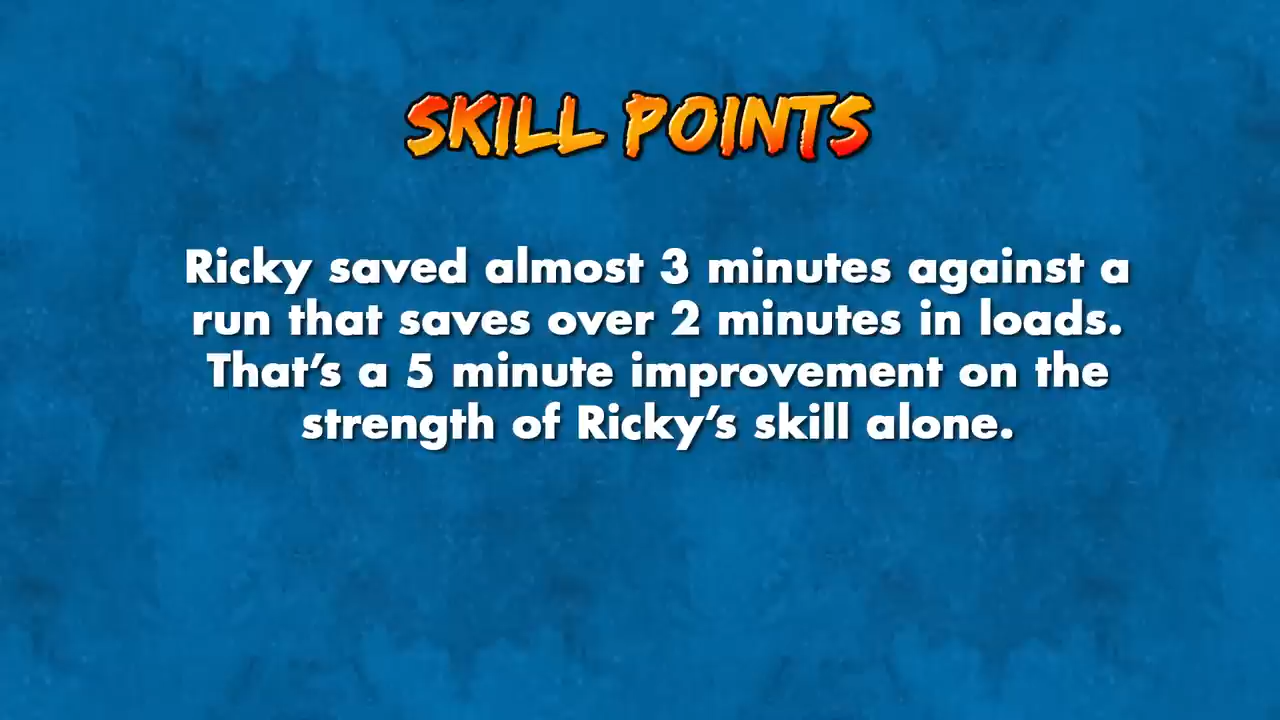 SKILL POINTS
Ricky saved almost 3 minutes against a
run that saves over 2 minutes in loads.
That’s a 5 minute improvement on the
strength of Ricky’s skill alone.